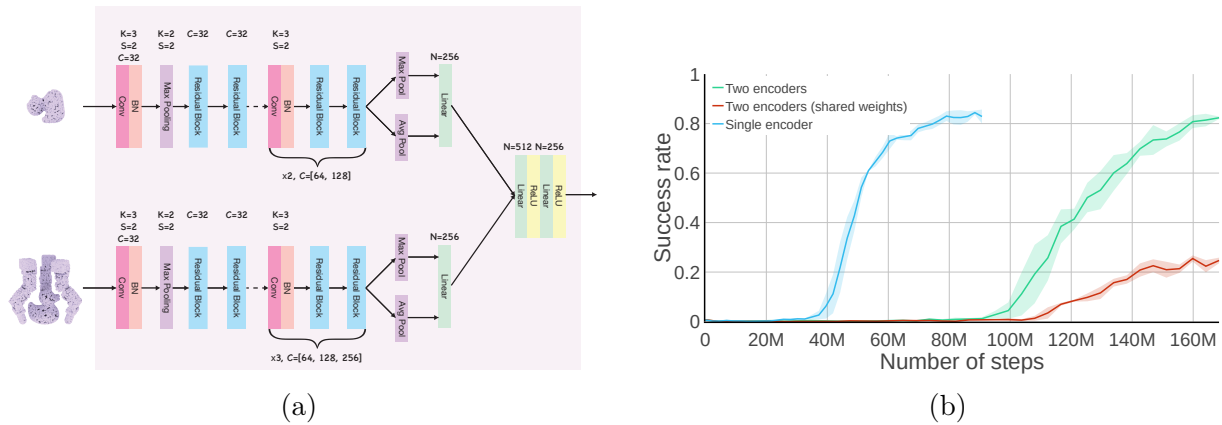 K=3 K=2 C=32 C=32 K=3
S=2 S=2 S=2
C=32
N=256
Conv BN Max Pooling Residual Block Residual Block Conv BN Residual Block Residual Block Max Pool Avg Pool Linear
x2, C=[64, 128]
N=512 N=256
Linear ReLU Linear ReLU
K=3 K=2 C=32 C=32 K=3
S=2 S=2 S=2
C=32
N=256
Conv BN Max Pooling Residual Block Residual Block Conv BN Residual Block Residual Block Max Pool Avg Pool Linear
x3, C=[64, 128, 256]
(a)
Success rate
1
0.8
0.6
0.4
0.2
0
Two encoders
Two encoders (shared weights)
Single encoder
0 20M 40M 60M 80M 100M 120M 140M 160M
Number of steps
(b)